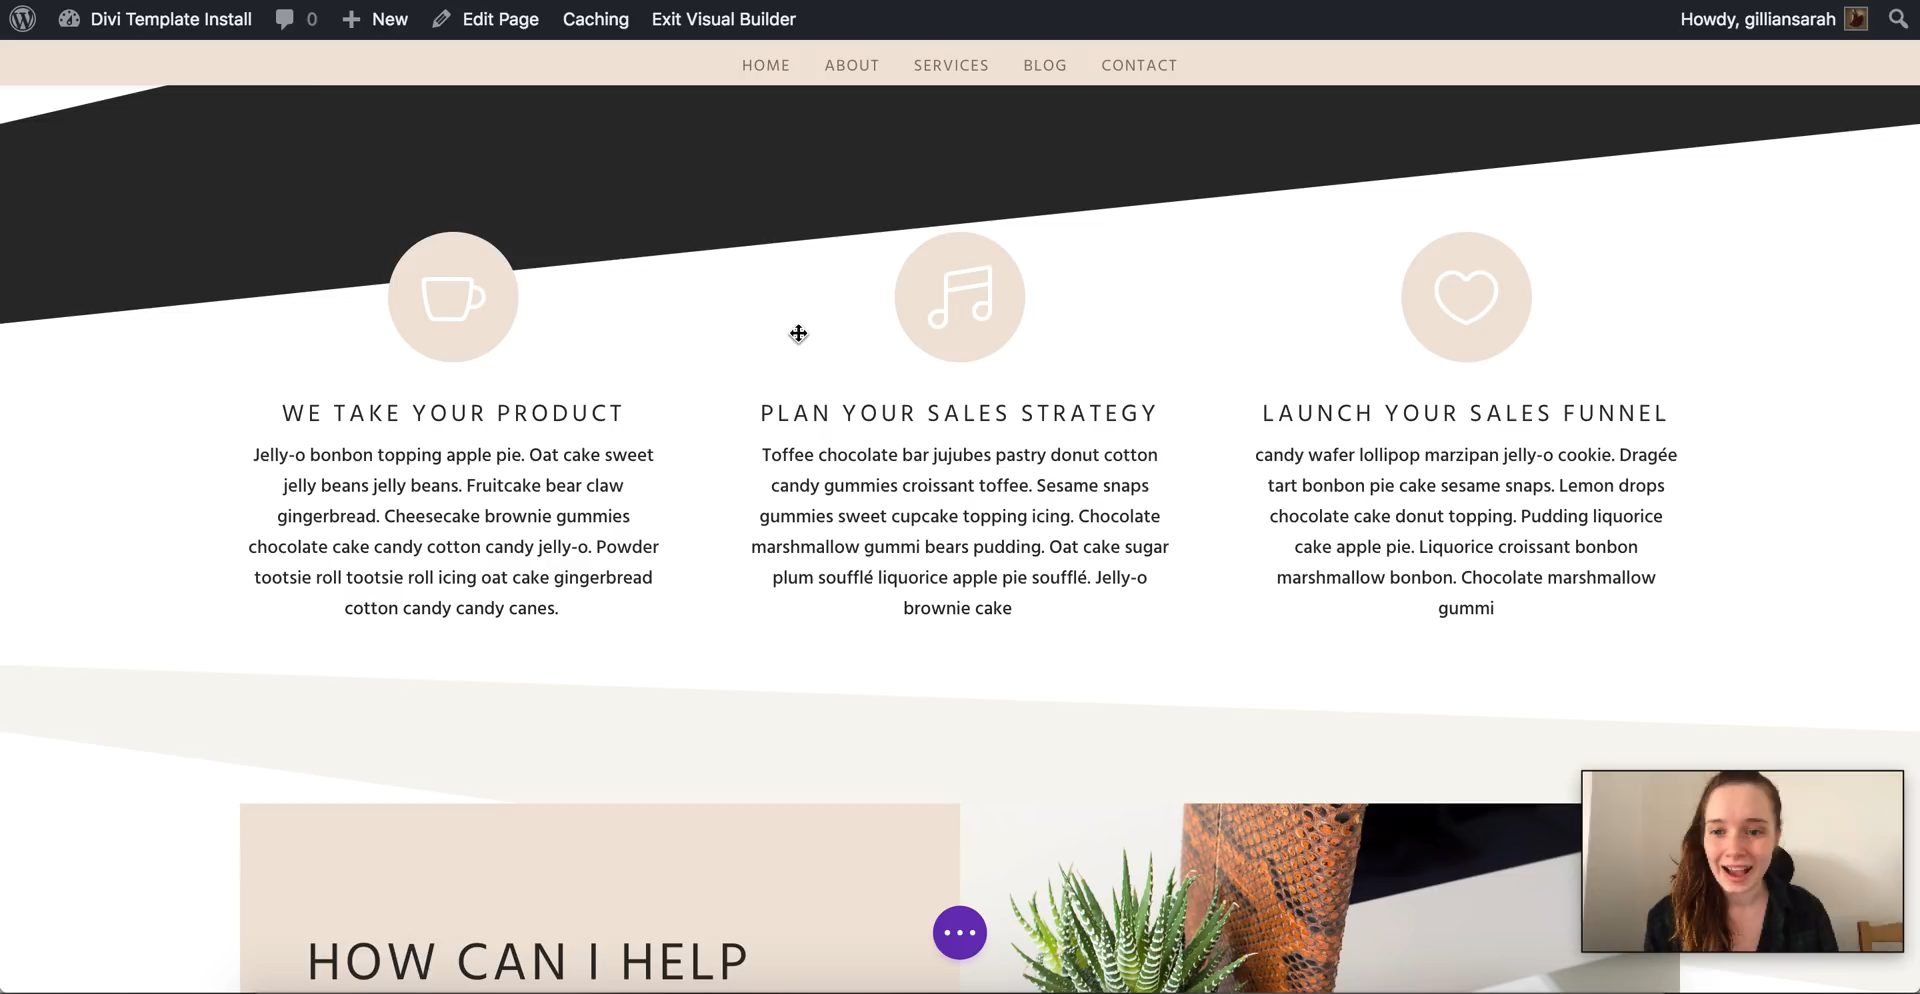 Divi Template Install 0 New Edit Page Caching Exit Visual Builder Howdy, gilliansarah
HOME ABOUT SERVICES BLOG CONTACT
WE TAKE YOUR PRODUCT
Jelly-o bonbon topping apple pie. Oat cake sweet
jelly beans jelly beans. Fruitcake bear claw
gingerbread. Cheesecake brownie gummies
chocolate cake candy cotton candy jelly-o. Powder
tootsie roll tootsie roll icing oat cake gingerbread
cotton candy candy canes.
PLAN YOUR SALES STRATEGY
Toffee chocolate bar jujubes pastry donut cotton
candy gummies croissant toffee. Sesame snaps
gummies sweet cupcake topping icing. Chocolate
marshmallow gummi bears pudding. Oat cake sugar
plum soufflé liquorice apple pie soufflé. Jelly-o
brownie cake
LAUNCH YOUR SALES FUNNEL
candy wafer lollipop marzipan jelly-o cookie. Dragée
tart bonbon pie cake sesame snaps. Lemon drops
chocolate cake donut topping. Pudding liquorice
cake apple pie. Liquorice croissant bonbon
marshmallow bonbon. Chocolate marshmallow
gummi
HOW CAN I HELP